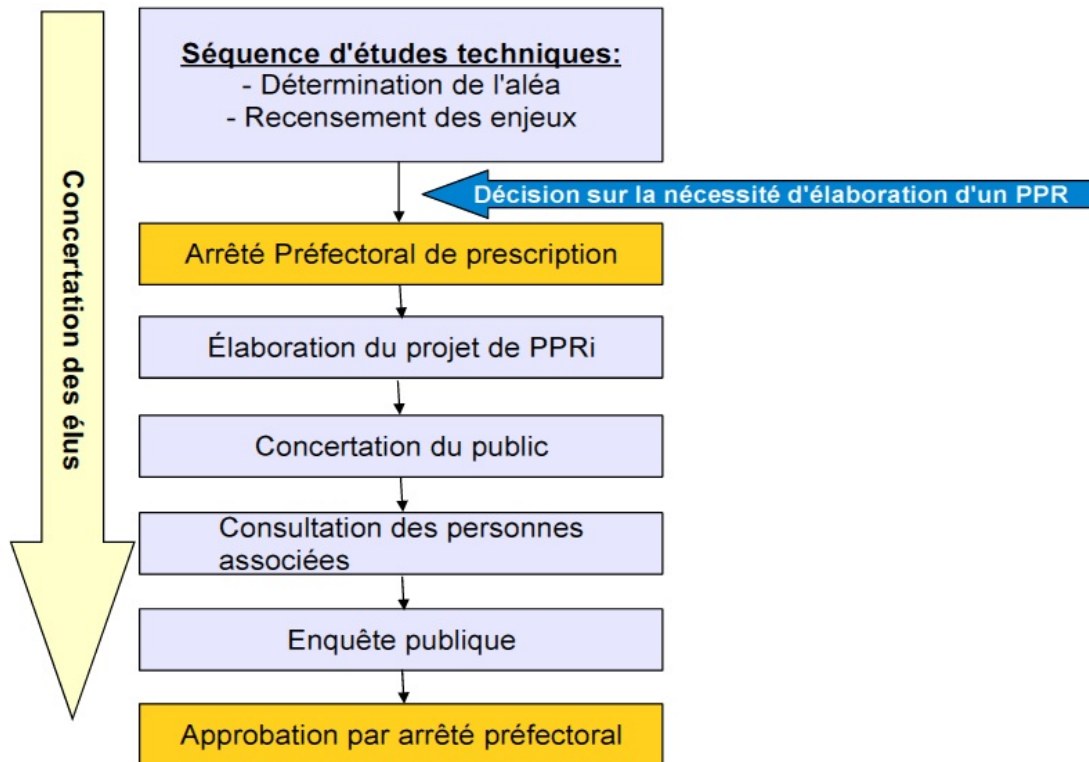 Séquence d'études techniques:
- Détermination de l'aléa
- Recensement des enjeux
Décision sur la nécessité d'élaboration d'un PPR
Concertation des élus
Arrêté Préfectoral de prescription
Élaboration du projet de PPRi
Concertation du public
Consultation des personnes
associées
Enquête publique
Approbation par arrêté préfectoral